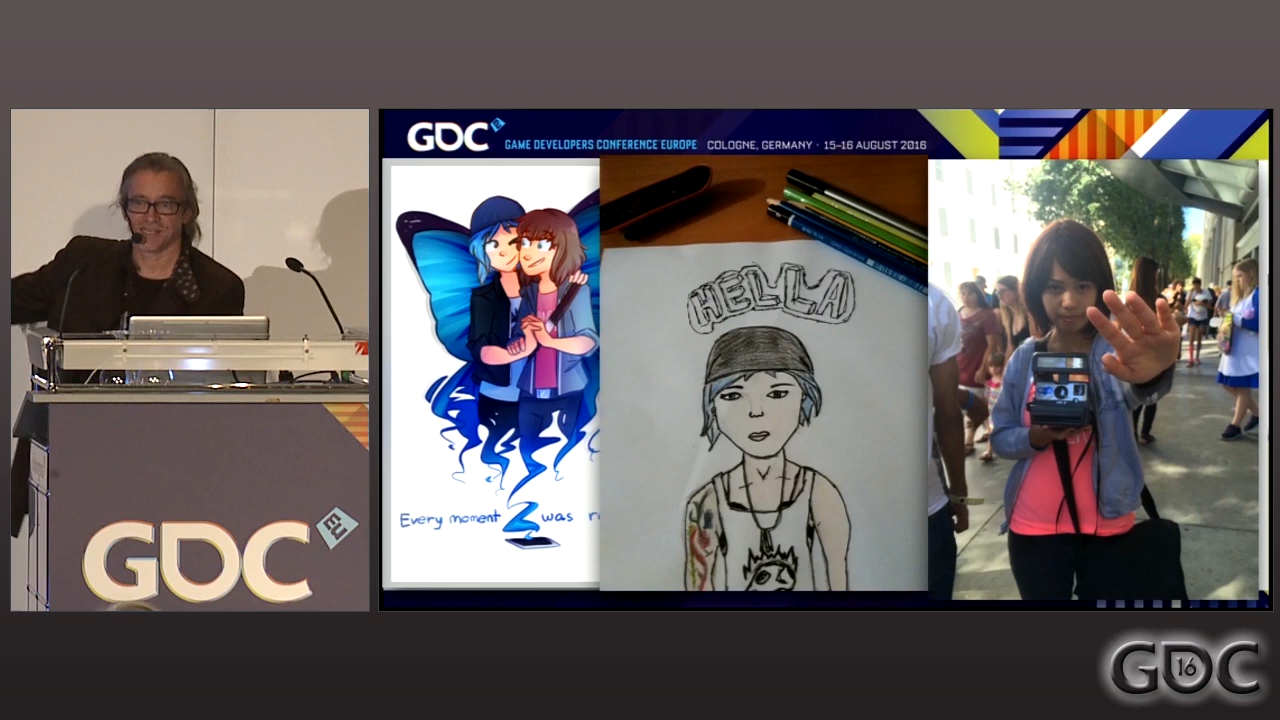 GDC EU
GAME DEVELOPERS CONFERENCE EUROPE COLOGNE, GERMANY · 15–16 AUGUST 2016
HELLA
Every moment was
GDC EU
GDC 16